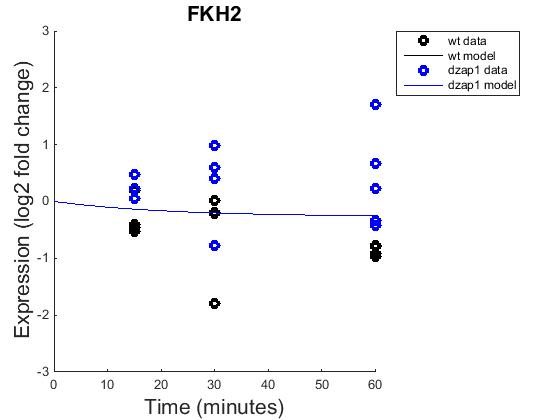 FKH2
3
2
1
0
-1
-2
-3
Expression (log2 fold change)
0 10 20 30 40 50 60
Time (minutes)
wt data
wt model
dzap1 data
dzap1 model